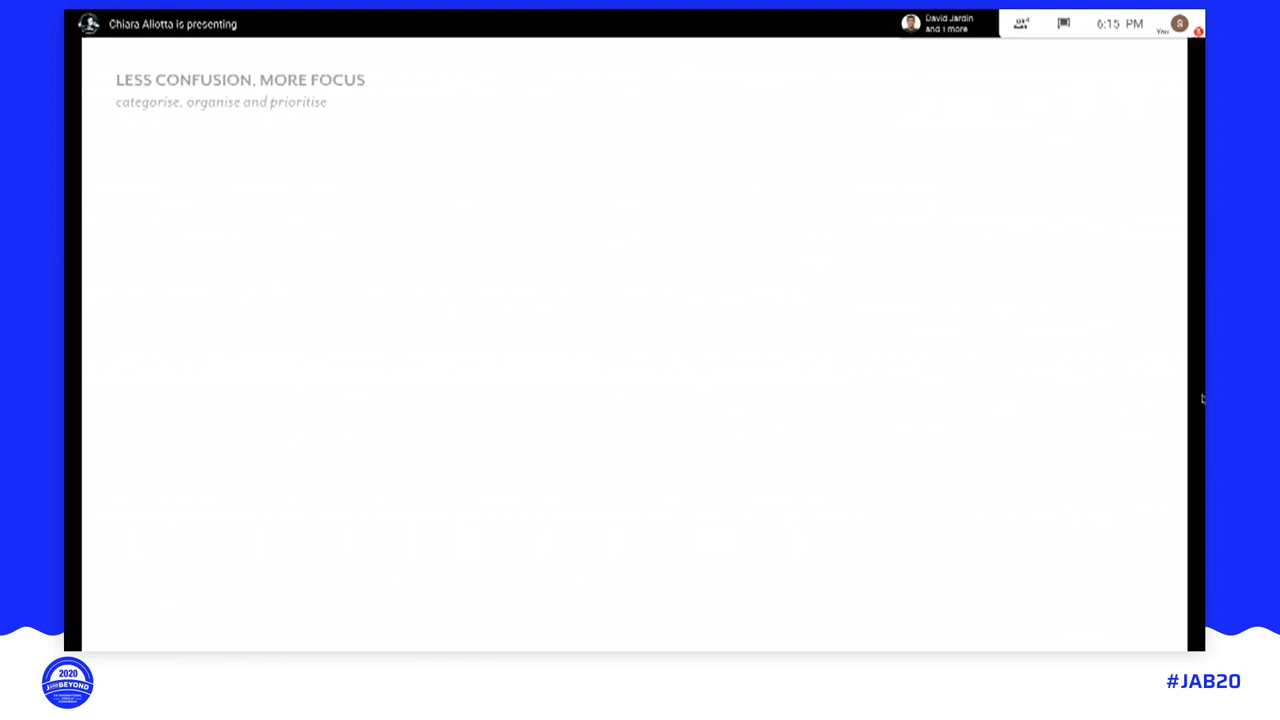 Chiara Aliotta is presenting
David Jardin
and 1 more
6:15 PM
You
S
LESS CONFUSION, MORE FOCUS
categorise, organise and prioritise
2020
JANDBEYOND
#JAB20